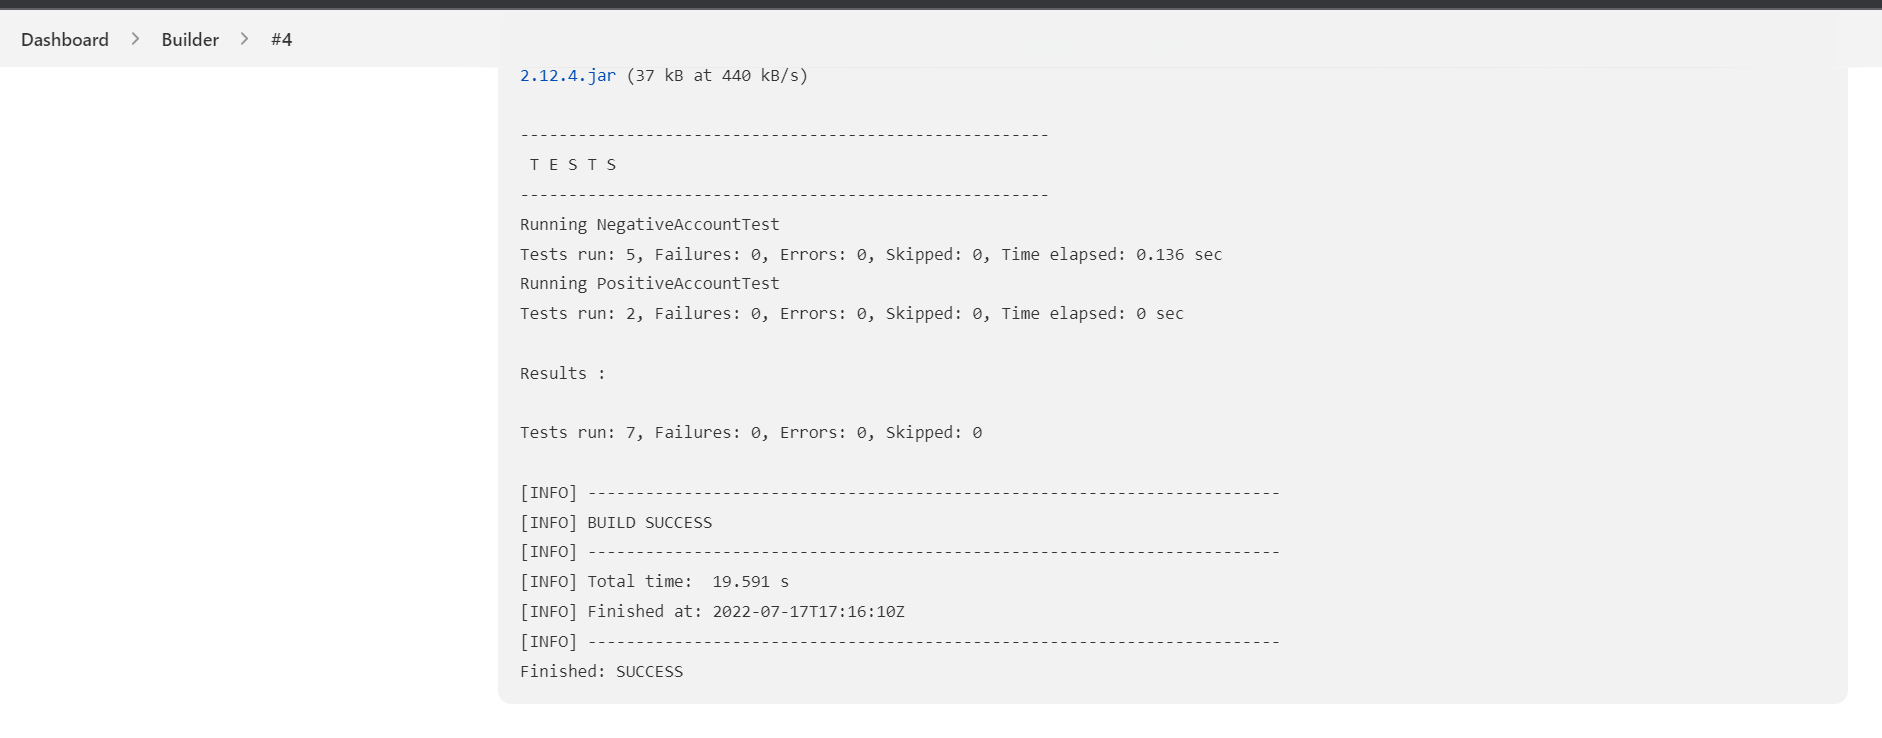 Dashboard > Builder > #4
2.12.4.jar (37 kB at 440 kB/s)
-------------------------------------------------------
T E S T S
-------------------------------------------------------
Running NegativeAccountTest
Tests run: 5, Failures: 0, Errors: 0, Skipped: 0, Time elapsed: 0.136 sec
Running PositiveAccountTest
Tests run: 2, Failures: 0, Errors: 0, Skipped: 0, Time elapsed: 0 sec
Results :
Tests run: 7, Failures: 0, Errors: 0, Skipped: 0
[INFO] ------------------------------------------------------------------------
[INFO] BUILD SUCCESS
[INFO] ------------------------------------------------------------------------
[INFO] Total time:  19.591 s
[INFO] Finished at: 2022-07-17T17:16:10Z
[INFO] ------------------------------------------------------------------------
Finished: SUCCESS